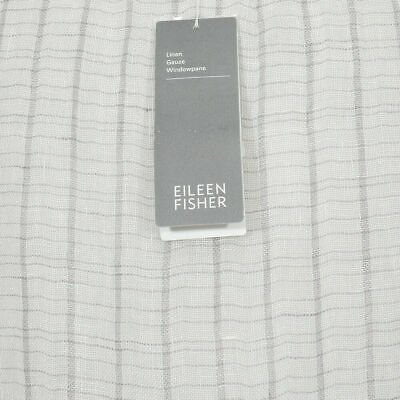 Linen
Gauze
Windowpane
EILEEN
FISHER